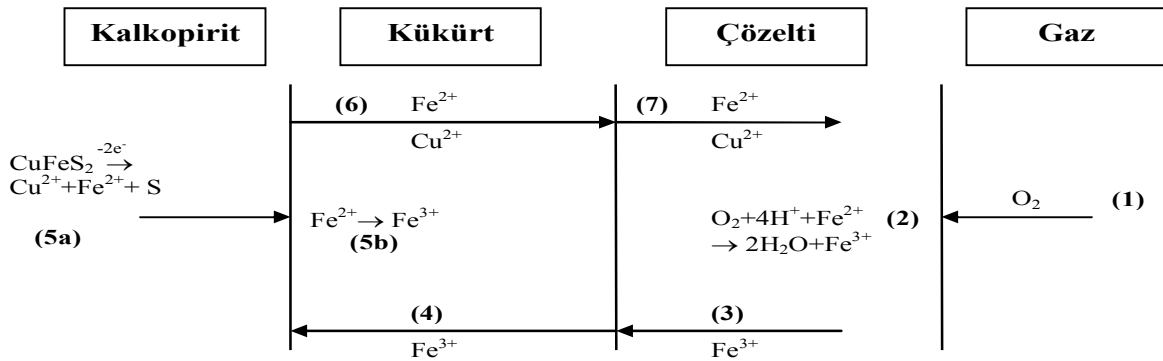 Kalkopirit Kükürt Çözelti Gaz
(6) Fe²⁺ (7) Fe²⁺
Cu²⁺ Cu²⁺
CuFeS₂ -2e⁻ →
Cu²⁺+Fe²⁺+ S
(5a)
Fe²⁺ → Fe³⁺
(5b)
O₂+4H⁺+Fe²⁺ (2)
→ 2H₂O+Fe³⁺
O₂ (1)
(4) (3)
Fe³⁺ Fe³⁺